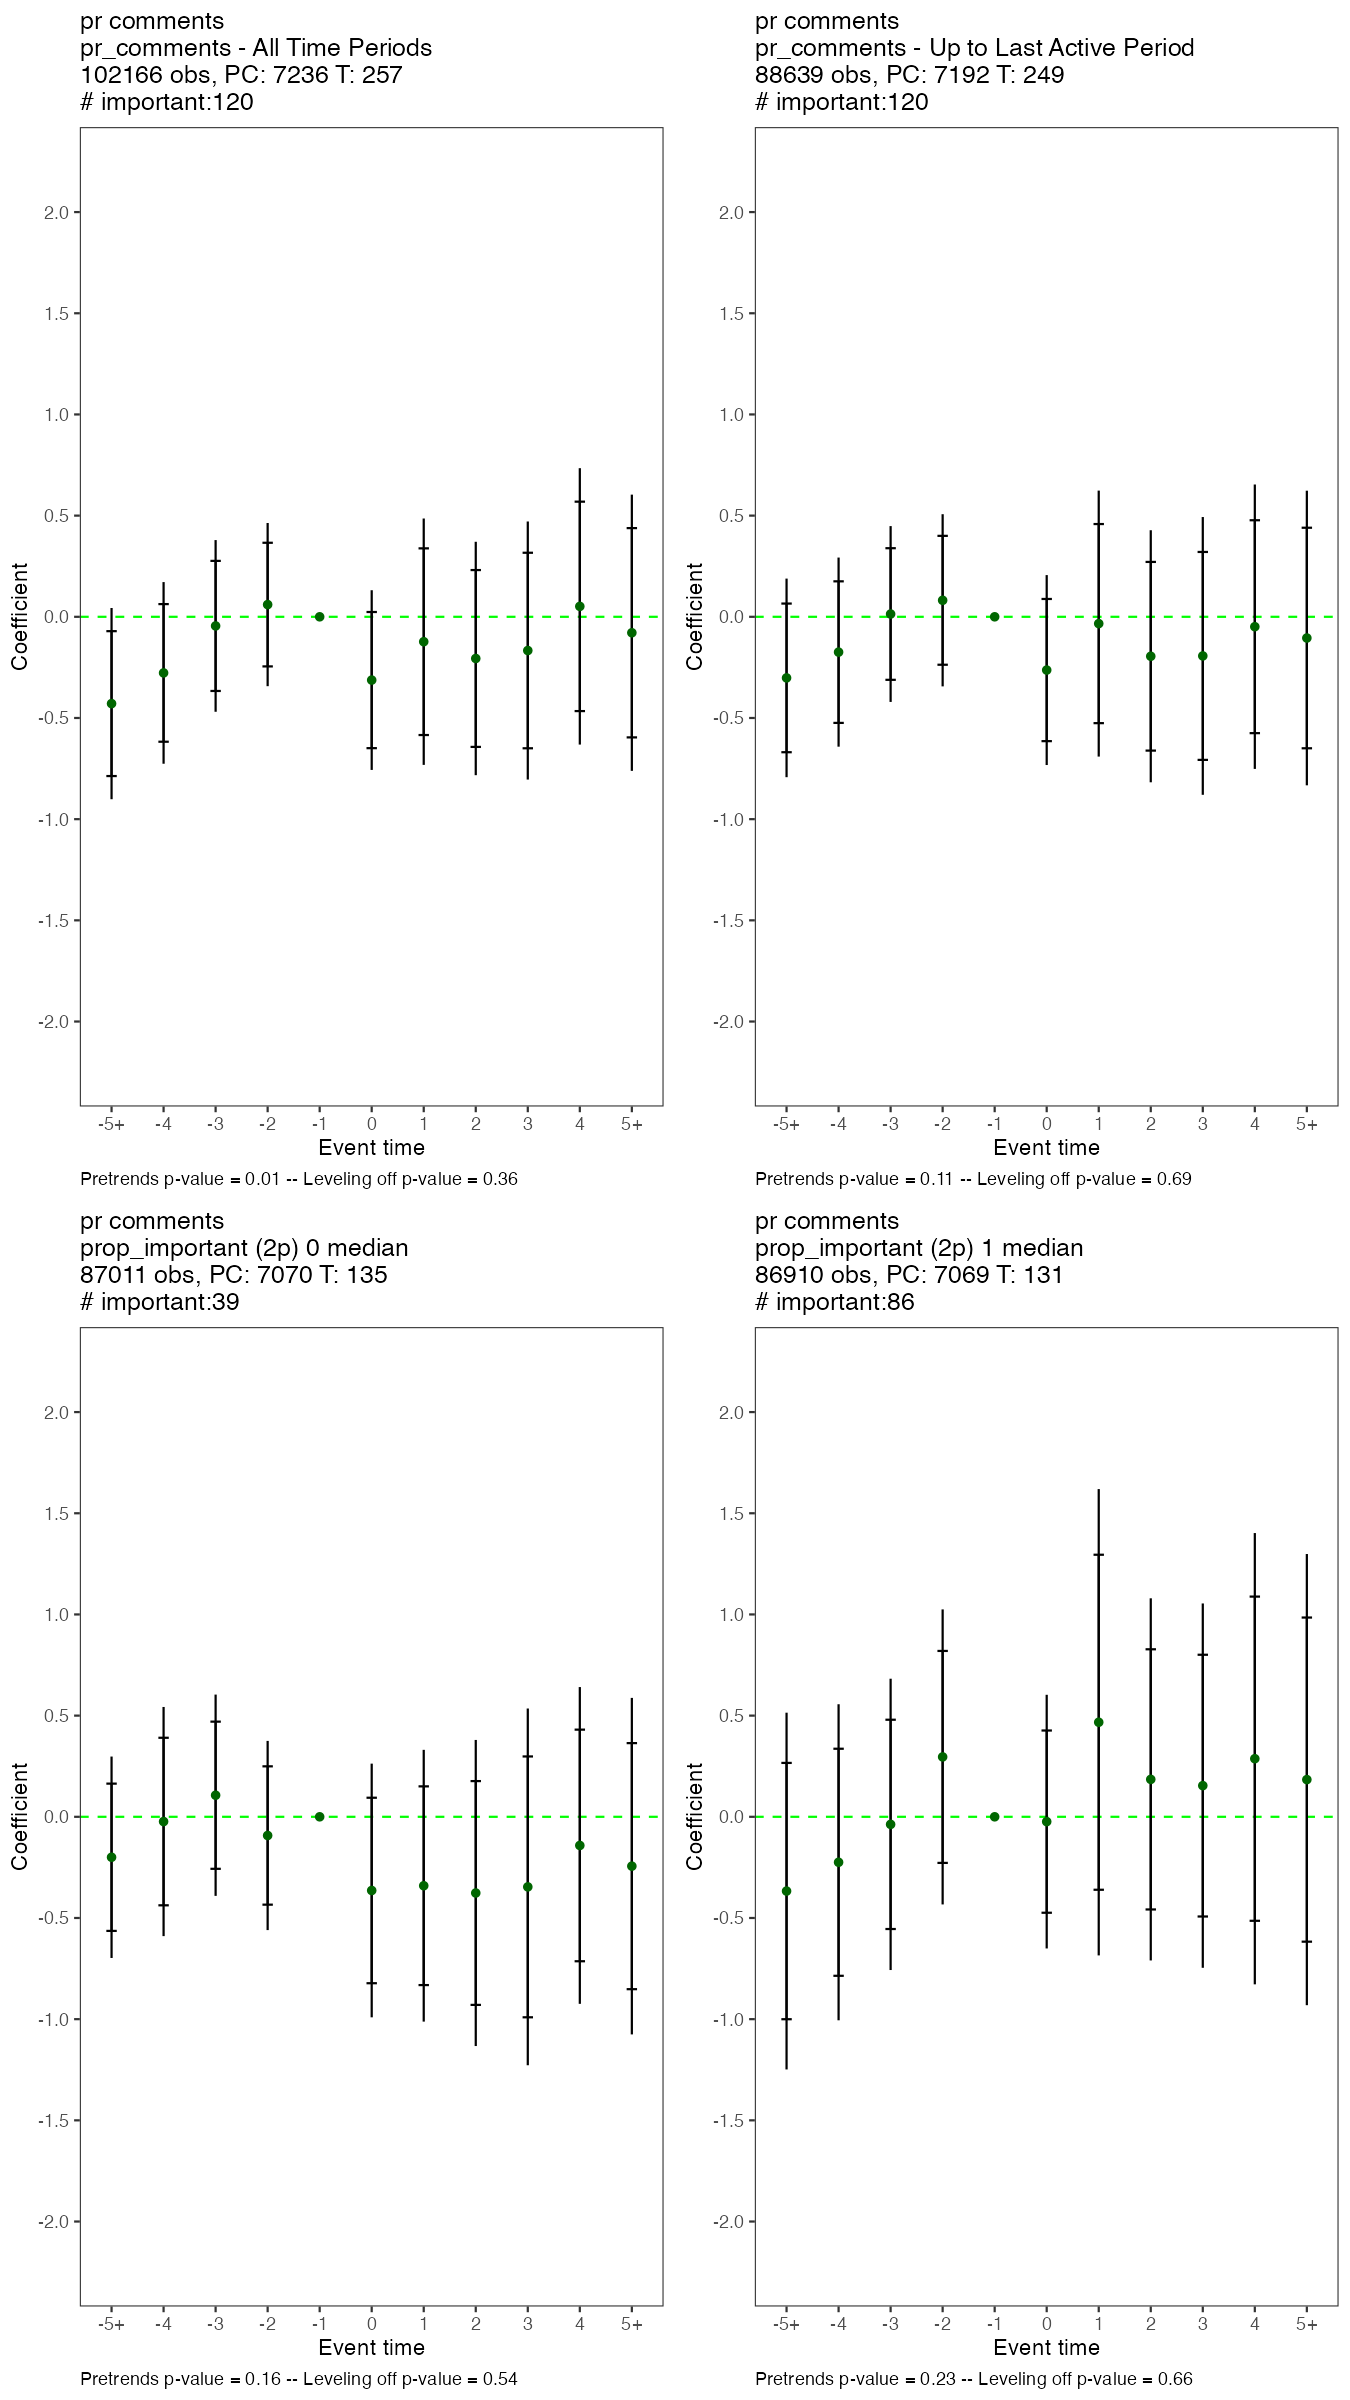 pr comments
pr_comments - All Time Periods
102166 obs, PC: 7236 T: 257
# important:120
2.0
1.5
1.0
0.5
0.0
-0.5
-1.0
-1.5
-2.0
Coefficient
-5+ -4 -3 -2 -1 0 1 2 3 4 5+
Event time
Pretrends p-value = 0.01 -- Leveling off p-value = 0.36
pr comments
pr_comments - Up to Last Active Period
88639 obs, PC: 7192 T: 249
# important:120
2.0
1.5
1.0
0.5
0.0
-0.5
-1.0
-1.5
-2.0
Coefficient
-5+ -4 -3 -2 -1 0 1 2 3 4 5+
Event time
Pretrends p-value = 0.11 -- Leveling off p-value = 0.69
pr comments
prop_important (2p) 0 median
87011 obs, PC: 7070 T: 135
# important:39
2.0
1.5
1.0
0.5
0.0
-0.5
-1.0
-1.5
-2.0
Coefficient
-5+ -4 -3 -2 -1 0 1 2 3 4 5+
Event time
Pretrends p-value = 0.16 -- Leveling off p-value = 0.54
pr comments
prop_important (2p) 1 median
86910 obs, PC: 7069 T: 131
# important:86
2.0
1.5
1.0
0.5
0.0
-0.5
-1.0
-1.5
-2.0
Coefficient
-5+ -4 -3 -2 -1 0 1 2 3 4 5+
Event time
Pretrends p-value = 0.23 -- Leveling off p-value = 0.66